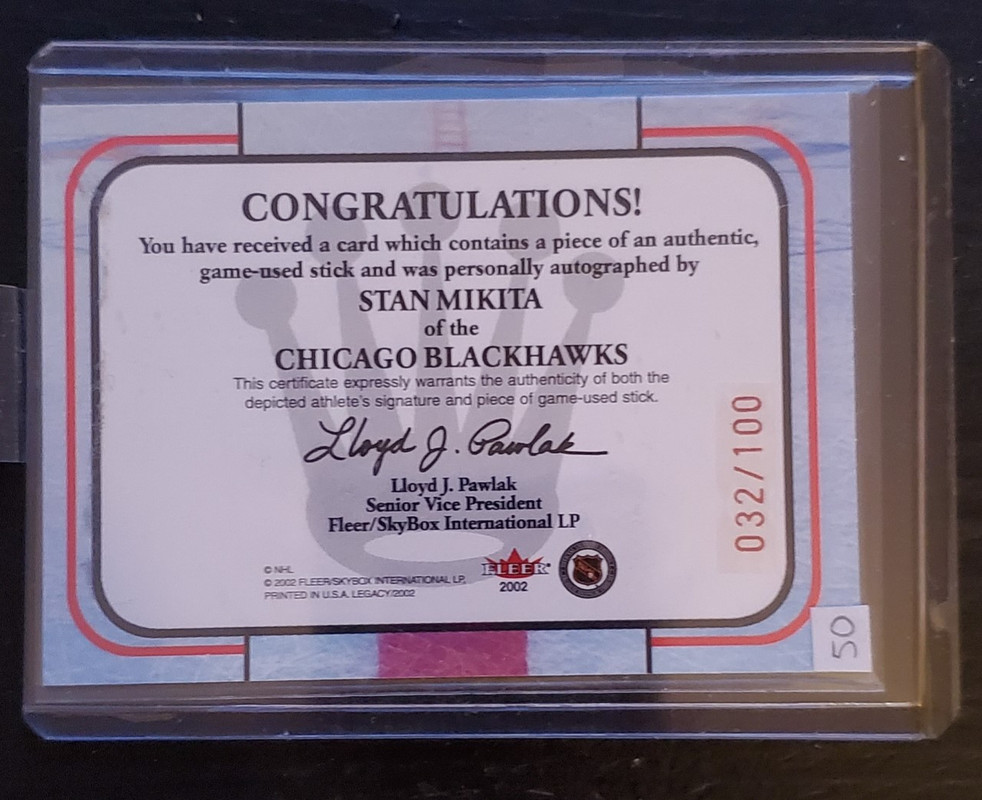 CONGRATULATIONS!
You have received a card which contains a piece of an authentic,
game-used stick and was personally autographed by
STAN MIKITA
of the
CHICAGO BLACKHAWKS
This certificate expressly warrants the authenticity of both the
depicted athlete's signature and piece of game-used stick.
Lloyd J. Pawlak
Lloyd J. Pawlak
Senior Vice President
Fleer/SkyBox International LP
© NHL
© 2002 FLEER/SKYBOX INTERNATIONAL LP.
PRINTED IN U.S.A. LEGACY/2002
FLEER®
2002
032/100
50